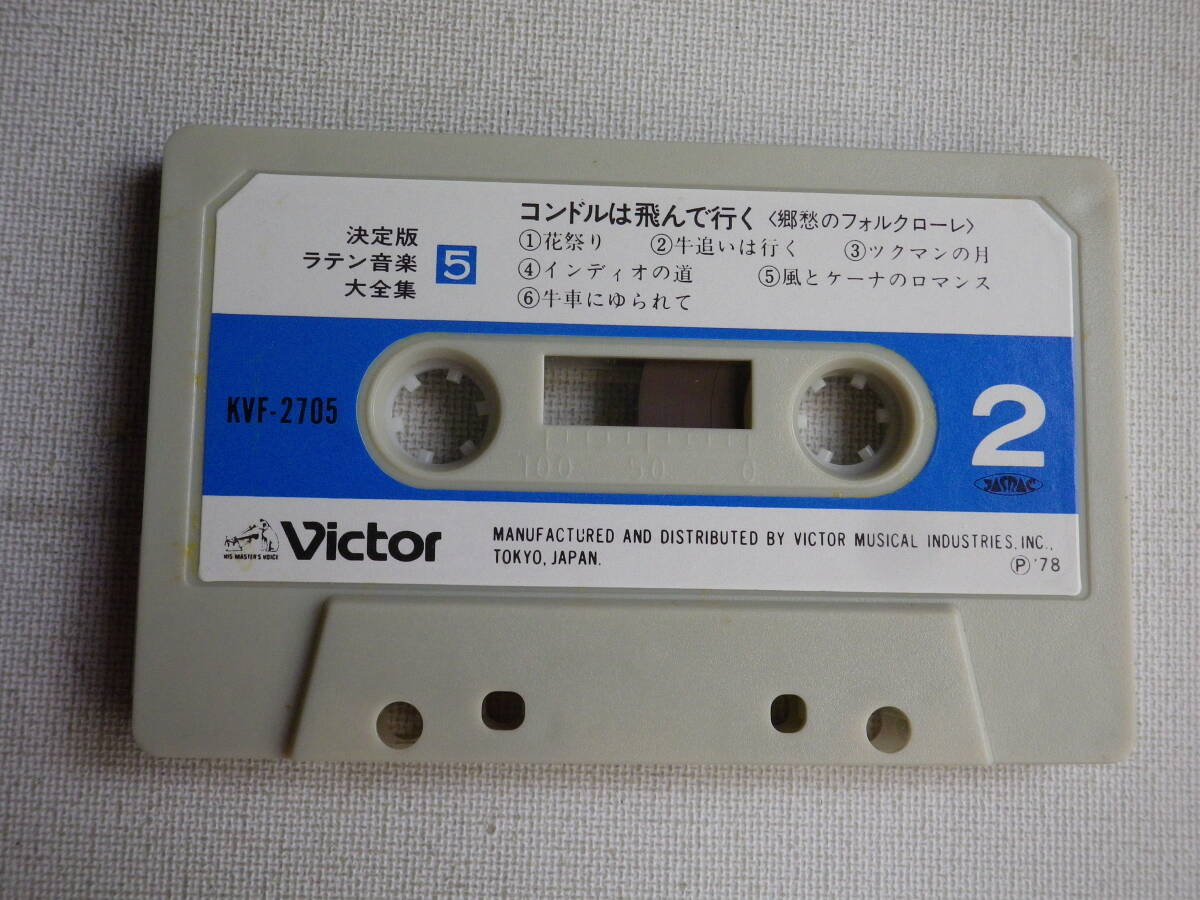 決定版
ラテン音楽
大全集
5
コンドルは飛んで行く〈郷愁のフォルクローレ〉
①花祭り ②牛追いは行く ③ツクマンの月
④インディオの道 ⑤風とケーナのロマンス
⑥牛車にゆられて
KVF-2705
100 50 0
2
JASRAC
HIS MASTER'S VOICE
Victor
MANUFACTURED AND DISTRIBUTED BY VICTOR MUSICAL INDUSTRIES, INC.,
TOKYO, JAPAN.
Ⓟ'78